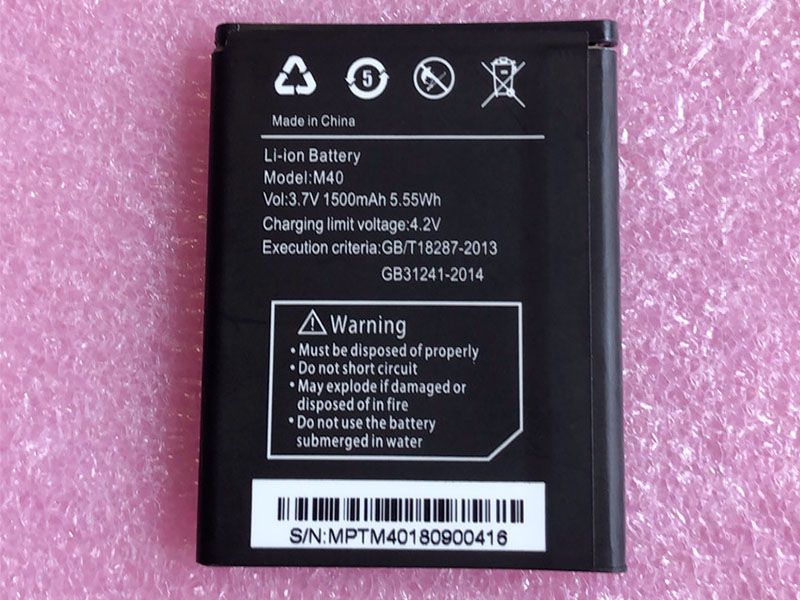 5
Made in China
Li-ion Battery
Model:M40
Vol:3.7V 1500mAh 5.55Wh
Charging limit voltage:4.2V
Execution criteria:GB/T18287-2013
GB31241-2014
Warning
• Must be disposed of properly
• Do not short circuit
• May explode if damaged or
disposed of in fire
• Do not use the battery
submerged in water
S/N:MPTM40180900416